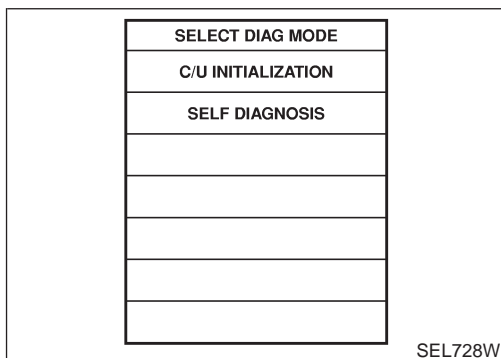 SELECT DIAG MODE
C/U INITIALIZATION
SELF DIAGNOSIS
SEL728W